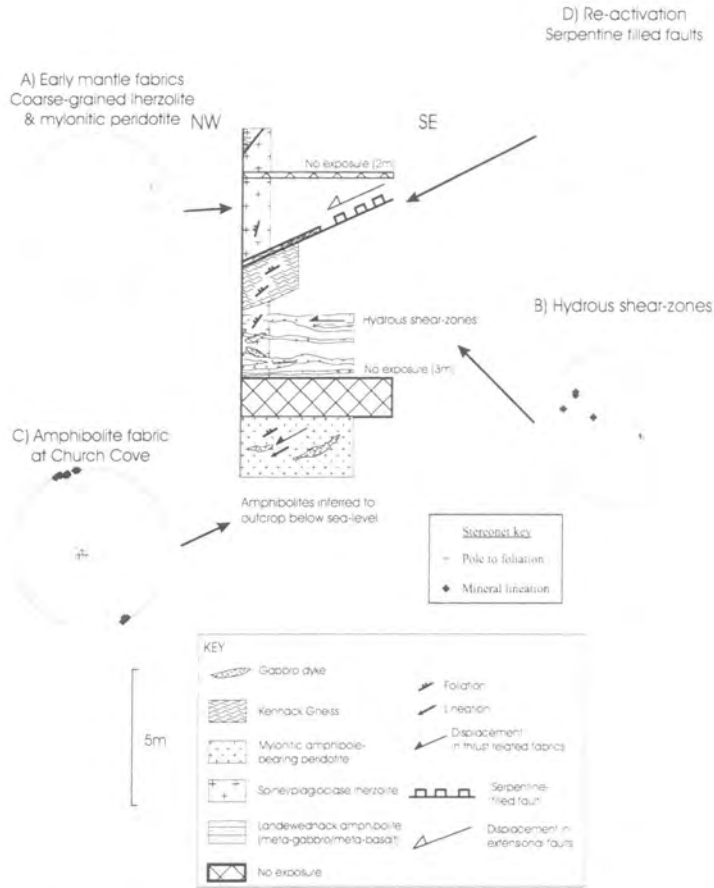 D) Re-activation
Serpentine filled faults
A) Early mantle fabrics
Coarse-grained lherzolite
& mylonitic peridotite
NW
SE
No exposure (2m)
Hydrous shear-zones
B) Hydrous shear-zones
No exposure (3m)
C) Amphibolite fabric
at Church Cove
Amphibolites inferred to
outcrop below sea-level
Stereonet key
Pole to foliation
Mineral lineation
5m
KEY
Gabbro dyke
Kennack Gneiss
Mylonitic amphibole-
bearing peridotite
Spinel/plagioclase lherzolite
Landewednack amphibolite
(meta-gabbro/meta-basalt)
No exposure
Foliation
Lineation
Displacement
in thrust related fabrics
Serpentine-
filled fault
Displacement in
extensional faults